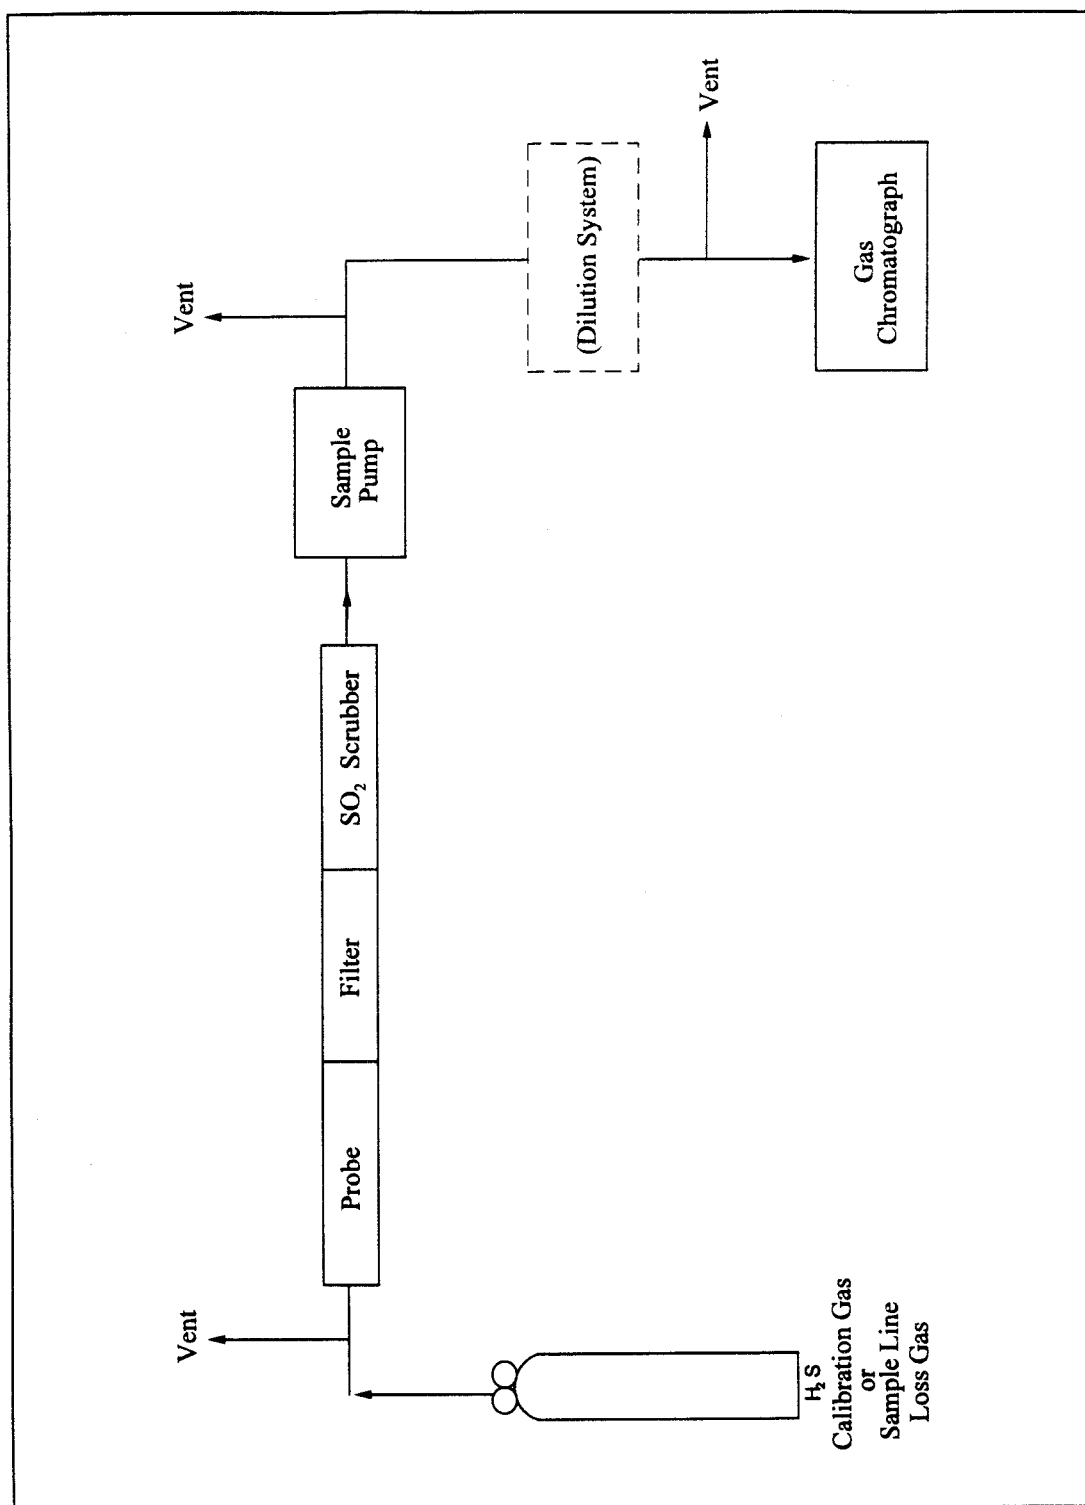 Vent
H₂S
Calibration Gas
or
Sample Line
Loss Gas
Probe
Filter
SO₂ Scrubber
Sample
Pump
Vent
(Dilution System)
Vent
Gas
Chromatograph